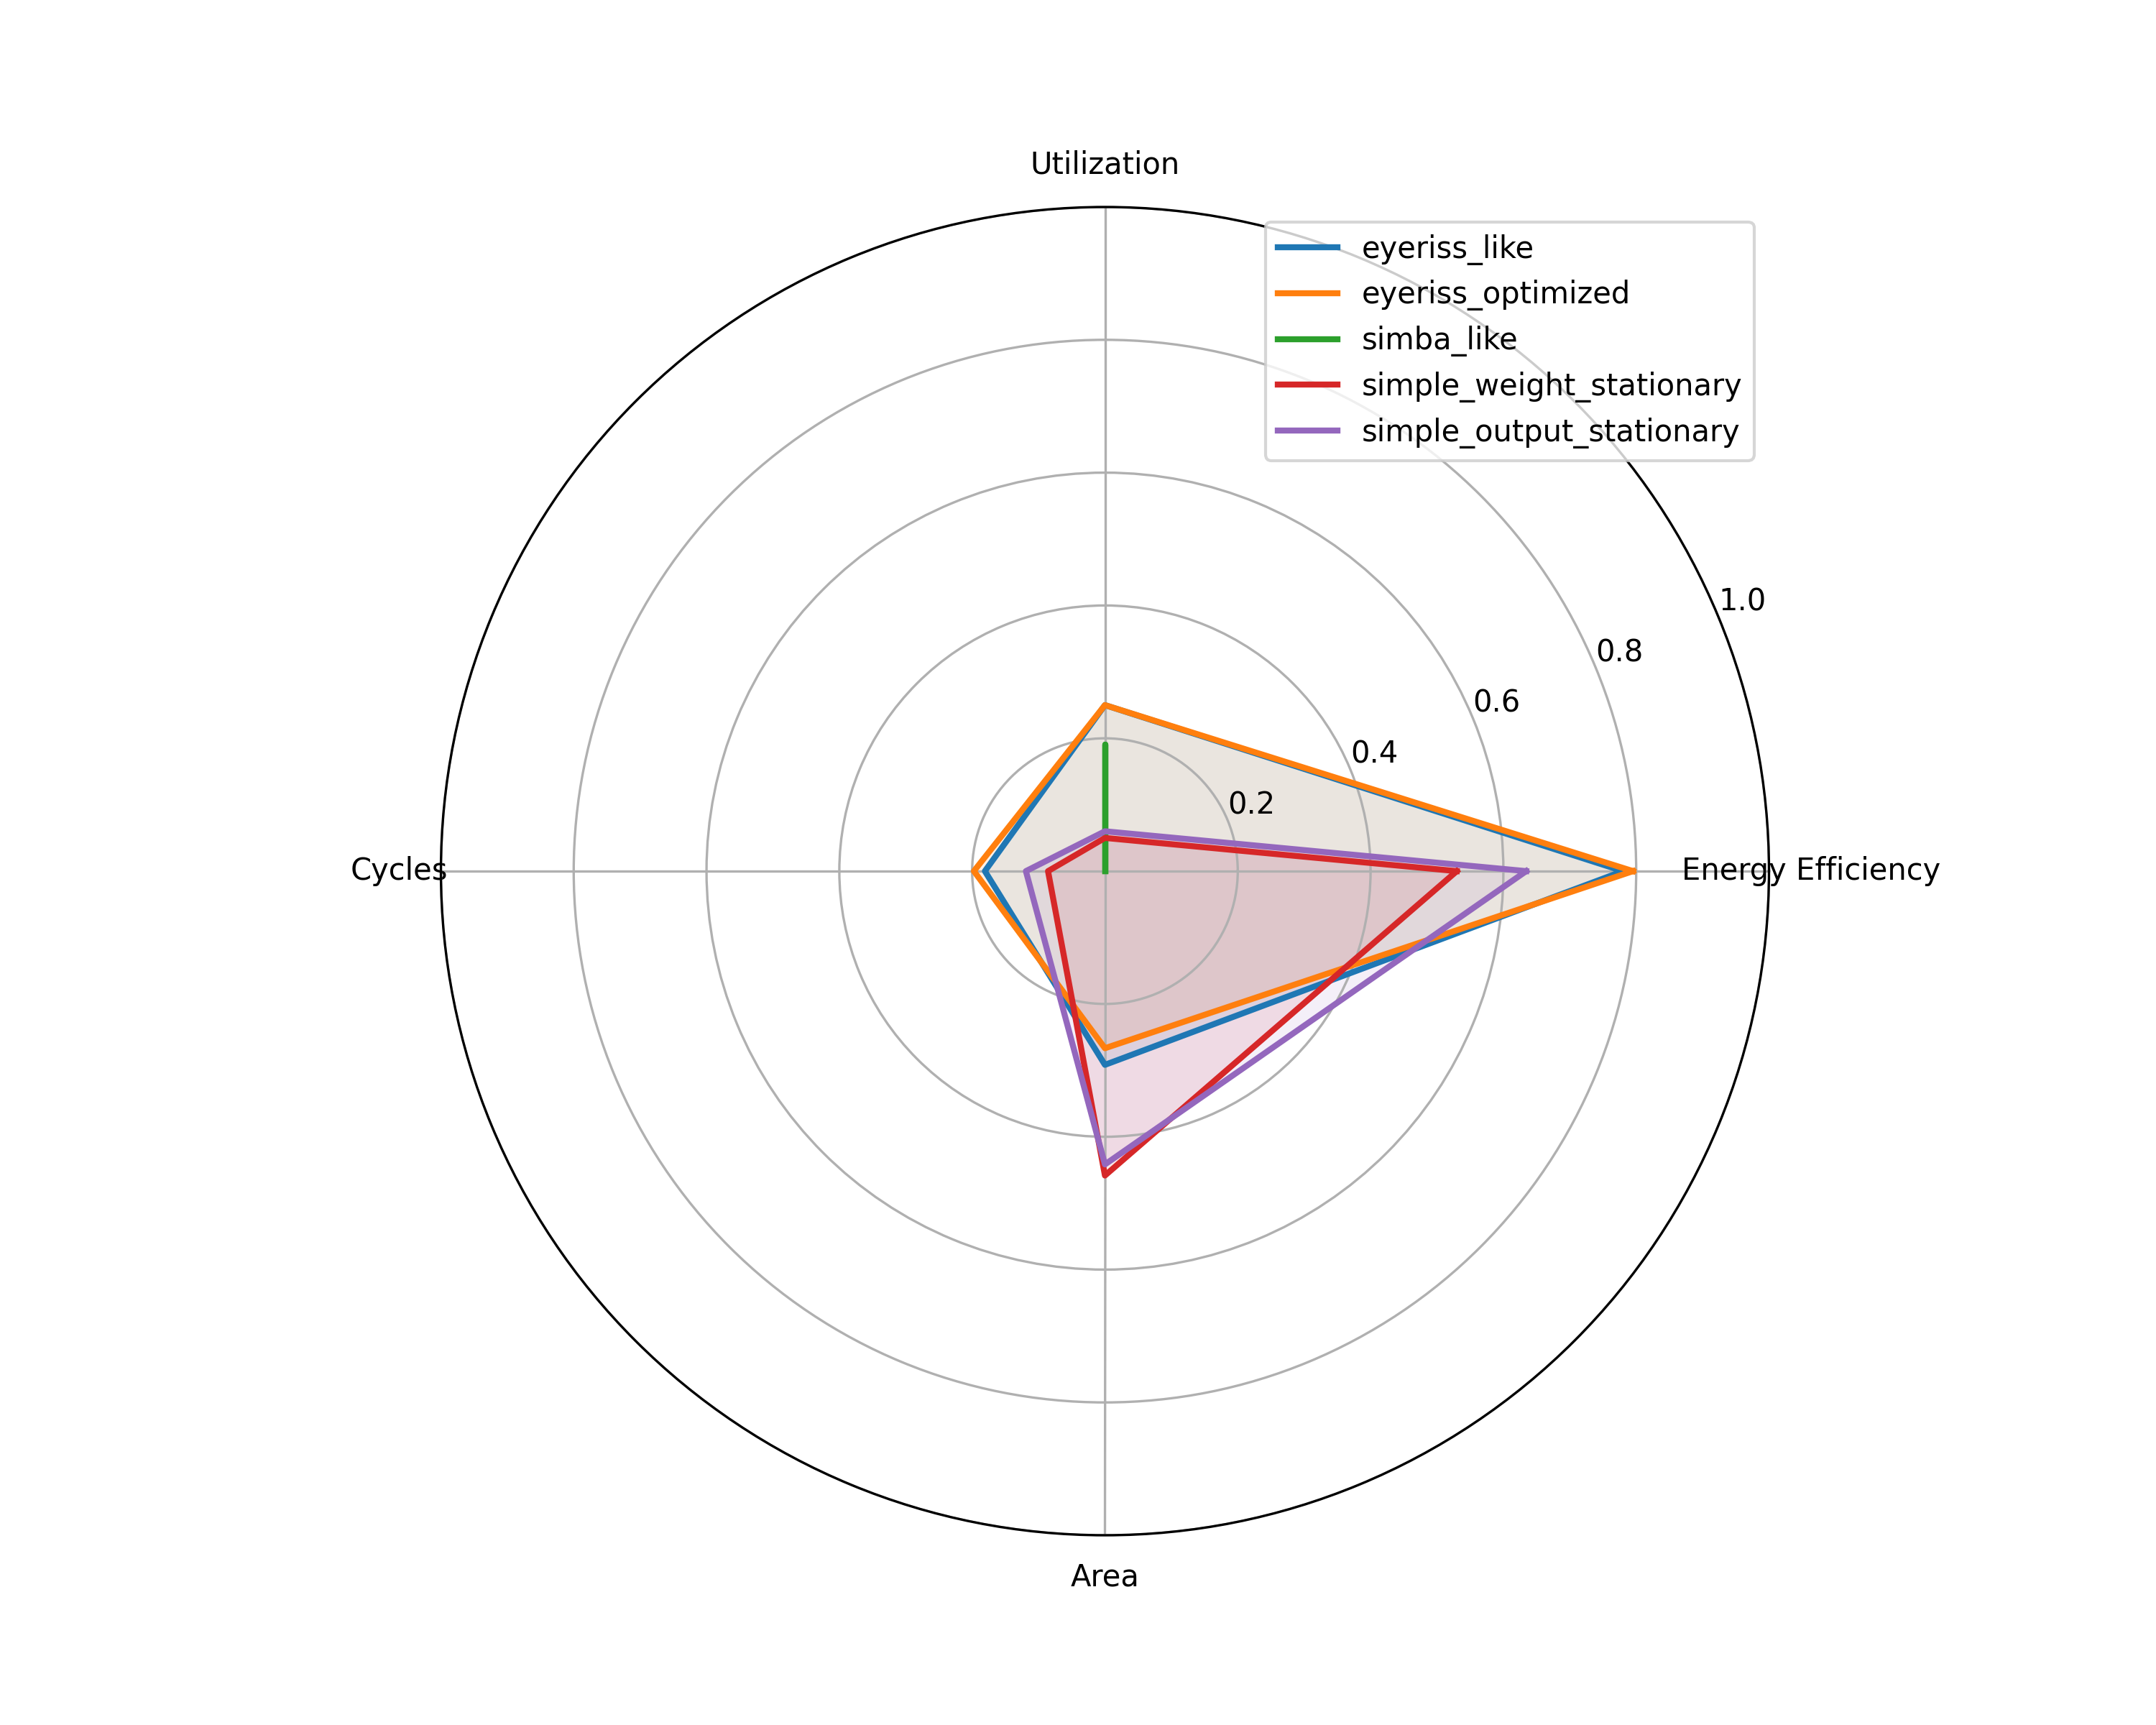 Utilization
eyeriss_like
eyeriss_optimized
simba_like
simple_weight_stationary
simple_output_stationary
1.0
0.8
0.6
0.4
0.2
Cycles
Energy Efficiency
Area